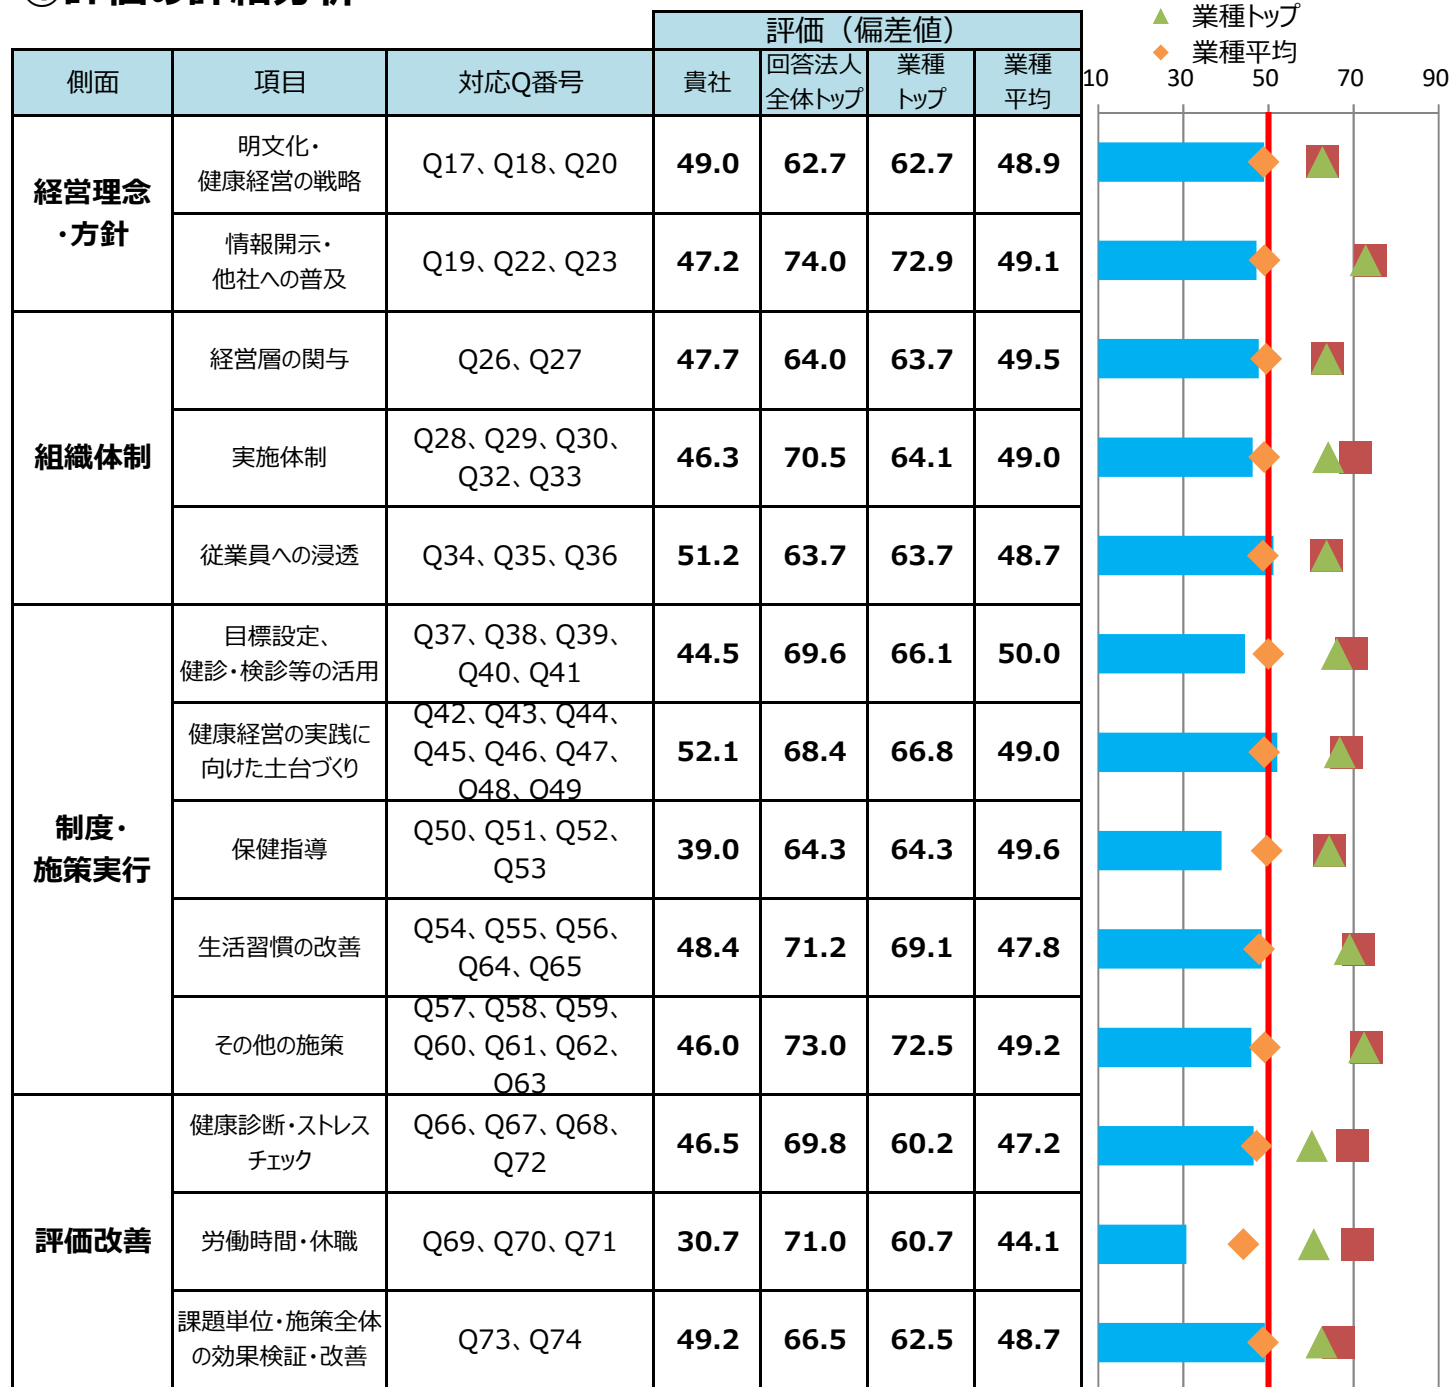 ①評価の詳細分析
▲ 業種トップ
◆ 業種平均
評価（偏差値）
側面 項目 対応Q番号 貴社 回答法人 業種 業種
全体トップ トップ 平均
10 30 50 70 90
経営理念
・方針
明文化・
健康経営の戦略
Q17、Q18、Q20 49.0 62.7 62.7 48.9
情報開示・
他社への普及
Q19、Q22、Q23 47.2 74.0 72.9 49.1
組織体制
経営層の関与 Q26、Q27 47.7 64.0 63.7 49.5
実施体制
Q28、Q29、Q30、
Q32、Q33
46.3 70.5 64.1 49.0
従業員への浸透 Q34、Q35、Q36 51.2 63.7 63.7 48.7
制度・
施策実行
目標設定、
健診・検診等の活用
Q37、Q38、Q39、
Q40、Q41
44.5 69.6 66.1 50.0
健康経営の実践に
向けた土台づくり
Q42、Q43、Q44、
Q45、Q46、Q47、
Q48、Q49
52.1 68.4 66.8 49.0
保健指導
Q50、Q51、Q52、
Q53
39.0 64.3 64.3 49.6
生活習慣の改善
Q54、Q55、Q56、
Q64、Q65
48.4 71.2 69.1 47.8
その他の施策
Q57、Q58、Q59、
Q60、Q61、Q62、
Q63
46.0 73.0 72.5 49.2
評価改善
健康診断・ストレス
チェック
Q66、Q67、Q68、
Q72
46.5 69.8 60.2 47.2
労働時間・休職 Q69、Q70、Q71 30.7 71.0 60.7 44.1
課題単位・施策全体
の効果検証・改善
Q73、Q74 49.2 66.5 62.5 48.7